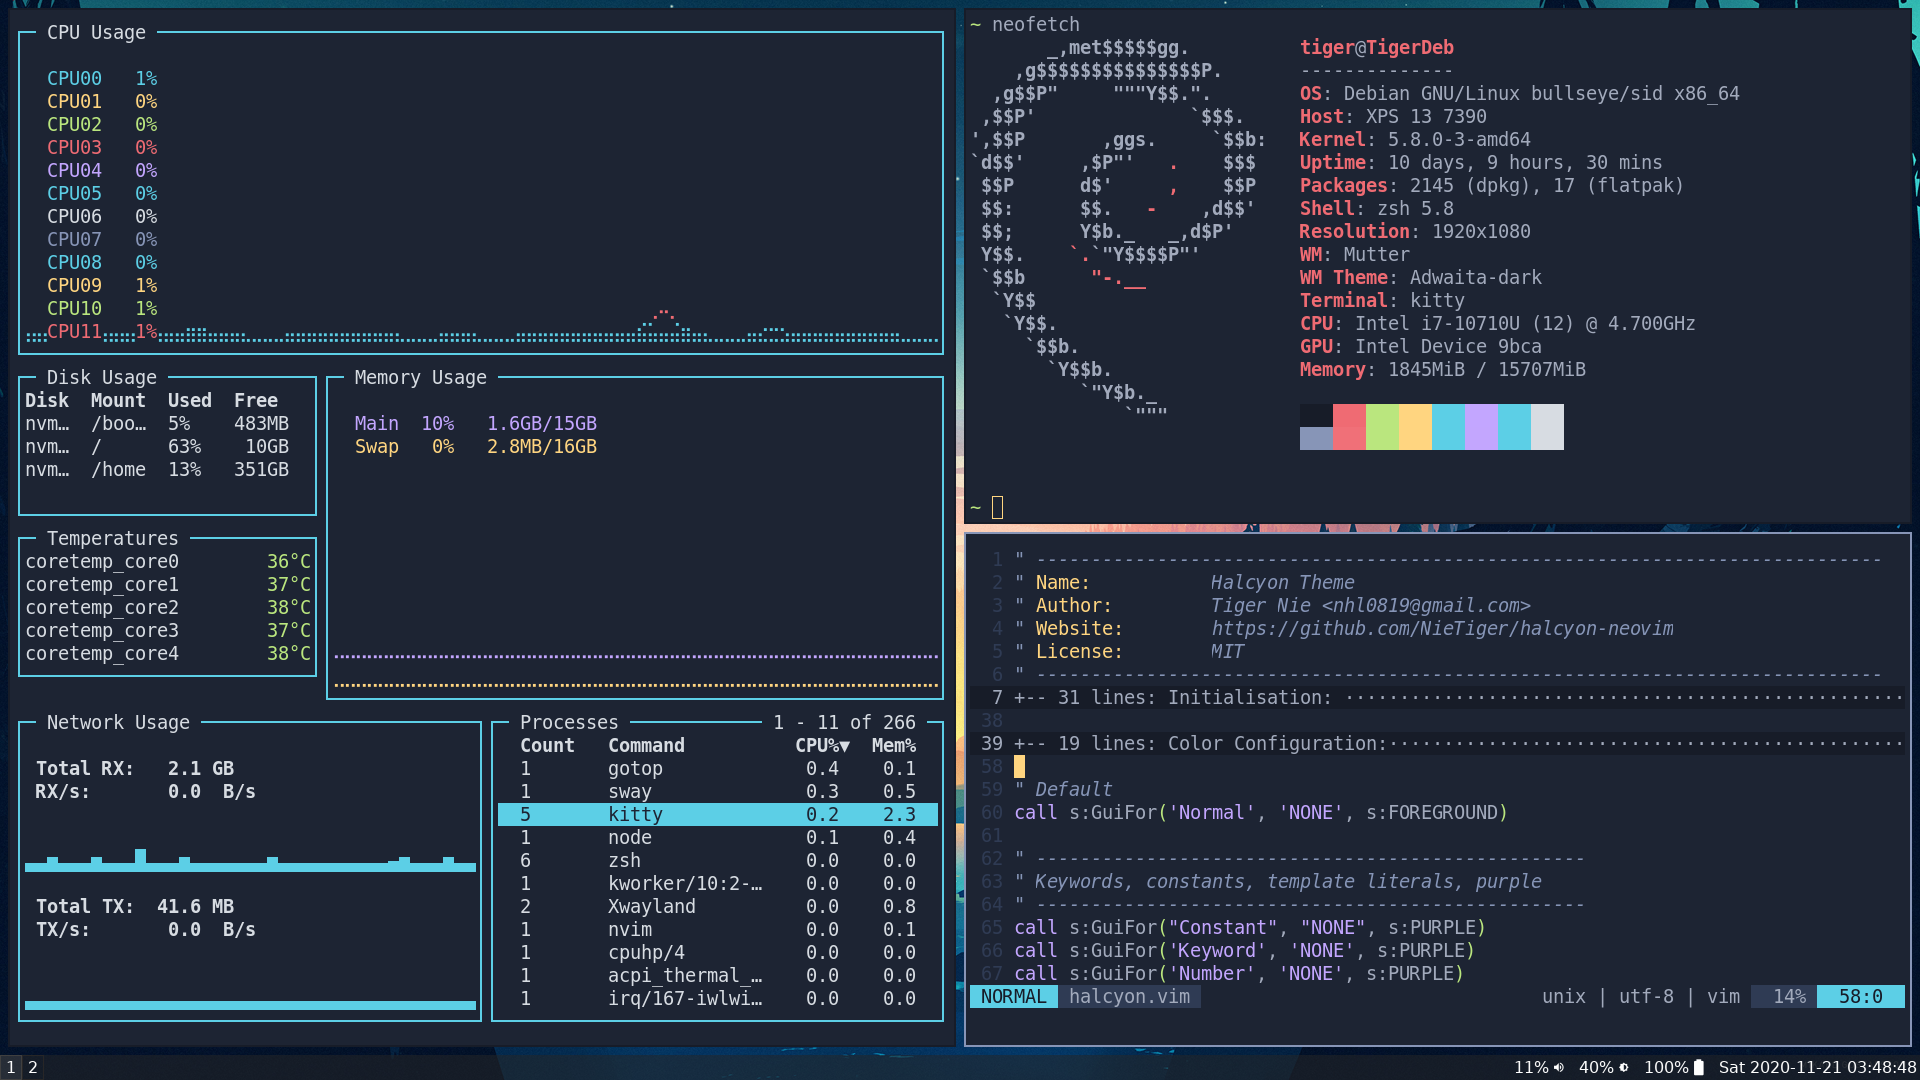 CPU Usage
CPU00 1%
CPU01 0%
CPU02 0%
CPU03 0%
CPU04 0%
CPU05 0%
CPU06 0%
CPU07 0%
CPU08 0%
CPU09 1%
CPU10 1%
CPU11 1%
Disk Usage
Disk Mount Used Free
nvm… /boo… 5% 483MB
nvm… / 63% 10GB
nvm… /home 13% 351GB
Memory Usage
Main 10% 1.6GB/15GB
Swap 0% 2.8MB/16GB
Temperatures
coretemp_core0 36°C
coretemp_core1 37°C
coretemp_core2 38°C
coretemp_core3 37°C
coretemp_core4 38°C
Network Usage
Total RX: 2.1 GB
RX/s: 0.0 B/s
Total TX: 41.6 MB
TX/s: 0.0 B/s
Processes 1 - 11 of 266
Count Command CPU%▼ Mem%
1 gotop 0.4 0.1
1 sway 0.3 0.5
5 kitty 0.2 2.3
1 node 0.1 0.4
6 zsh 0.0 0.0
1 kworker/10:2-… 0.0 0.0
2 Xwayland 0.0 0.8
1 nvim 0.0 0.1
1 cpuhp/4 0.0 0.0
1 acpi_thermal_… 0.0 0.0
1 irq/167-iwlwi… 0.0 0.0
~ neofetch
       _,met$$$$$gg.
    ,g$$$$$$$$$$$$$$$P.
  ,g$$P"     """Y$$.".
 ,$$P'              `$$$.
',$$P       ,ggs.     `$$b:
`d$$'     ,$P"'   .    $$$
 $$P      d$'     ,    $$P
 $$:      $$.   -    ,d$$'
 $$;      Y$b._   _,d$P'
 Y$$.    `.`"Y$$$$P"'
 `$$b      "-.__
  `Y$$
   `Y$$.
     `$$b.
       `Y$$b.
          `"Y$b._
              `"""
tiger@TigerDeb
--------------
OS: Debian GNU/Linux bullseye/sid x86_64
Host: XPS 13 7390
Kernel: 5.8.0-3-amd64
Uptime: 10 days, 9 hours, 30 mins
Packages: 2145 (dpkg), 17 (flatpak)
Shell: zsh 5.8
Resolution: 1920x1080
WM: Mutter
WM Theme: Adwaita-dark
Terminal: kitty
CPU: Intel i7-10710U (12) @ 4.700GHz
GPU: Intel Device 9bca
Memory: 1845MiB / 15707MiB
~
1 " -----------------------------------------------------------------------------
2 " Name: Halcyon Theme
3 " Author: Tiger Nie <nhl0819@gmail.com>
4 " Website: https://github.com/NieTiger/halcyon-neovim
5 " License: MIT
6 " -----------------------------------------------------------------------------
7 +-- 31 lines: Initialisation: ···················································
38
39 +-- 19 lines: Color Configuration:···············································
58
59 " Default
60 call s:GuiFor('Normal', 'NONE', s:FOREGROUND)
61
62 " --------------------------------------------------
63 " Keywords, constants, template literals, purple
64 " --------------------------------------------------
65 call s:GuiFor("Constant", "NONE", s:PURPLE)
66 call s:GuiFor('Keyword', 'NONE', s:PURPLE)
67 call s:GuiFor('Number', 'NONE', s:PURPLE)
NORMAL halcyon.vim unix | utf-8 | vim 14% 58:0
1 2 11% 40% 100% Sat 2020-11-21 03:48:48